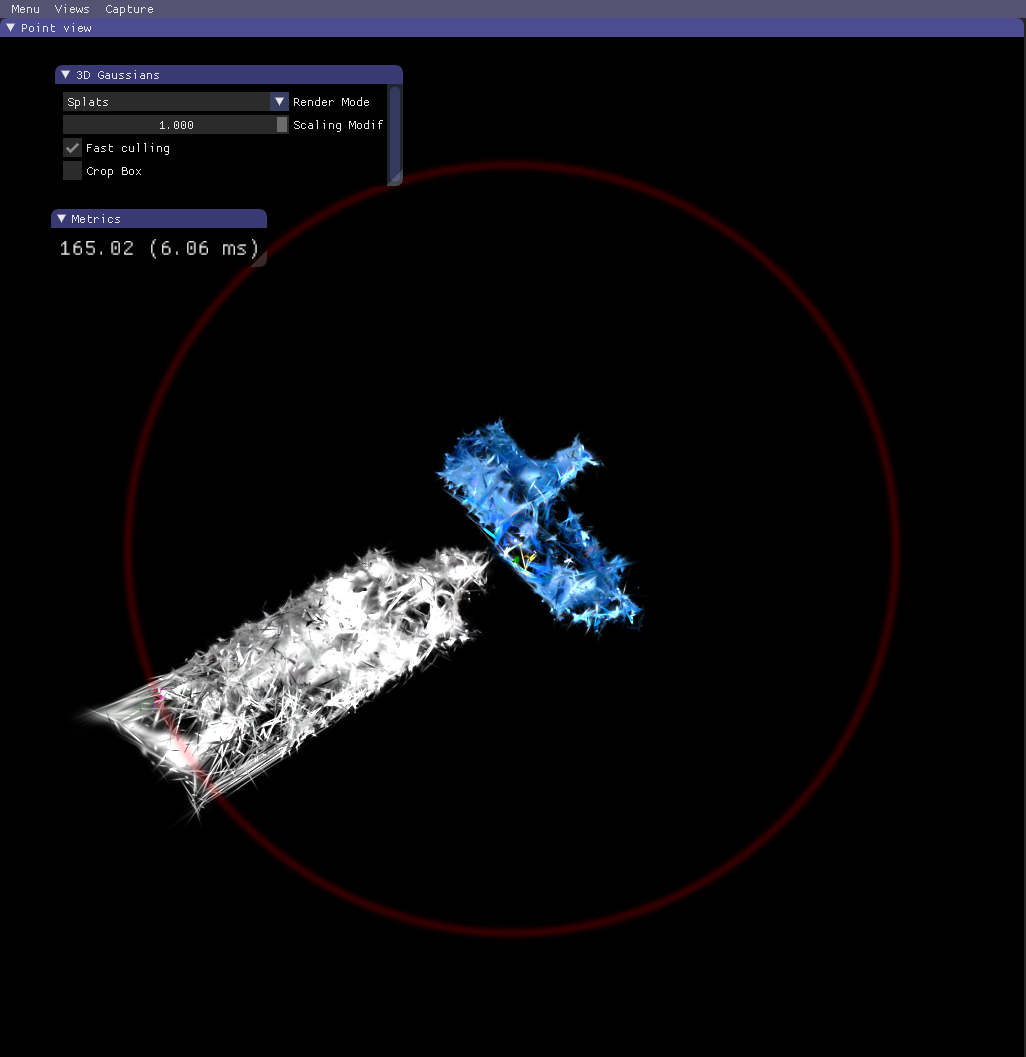 Menu Views Capture
Point view
3D Gaussians
Splats Render Mode
1.000 Scaling Modif
Fast culling
Crop Box
Metrics
165.02 (6.06 ms)